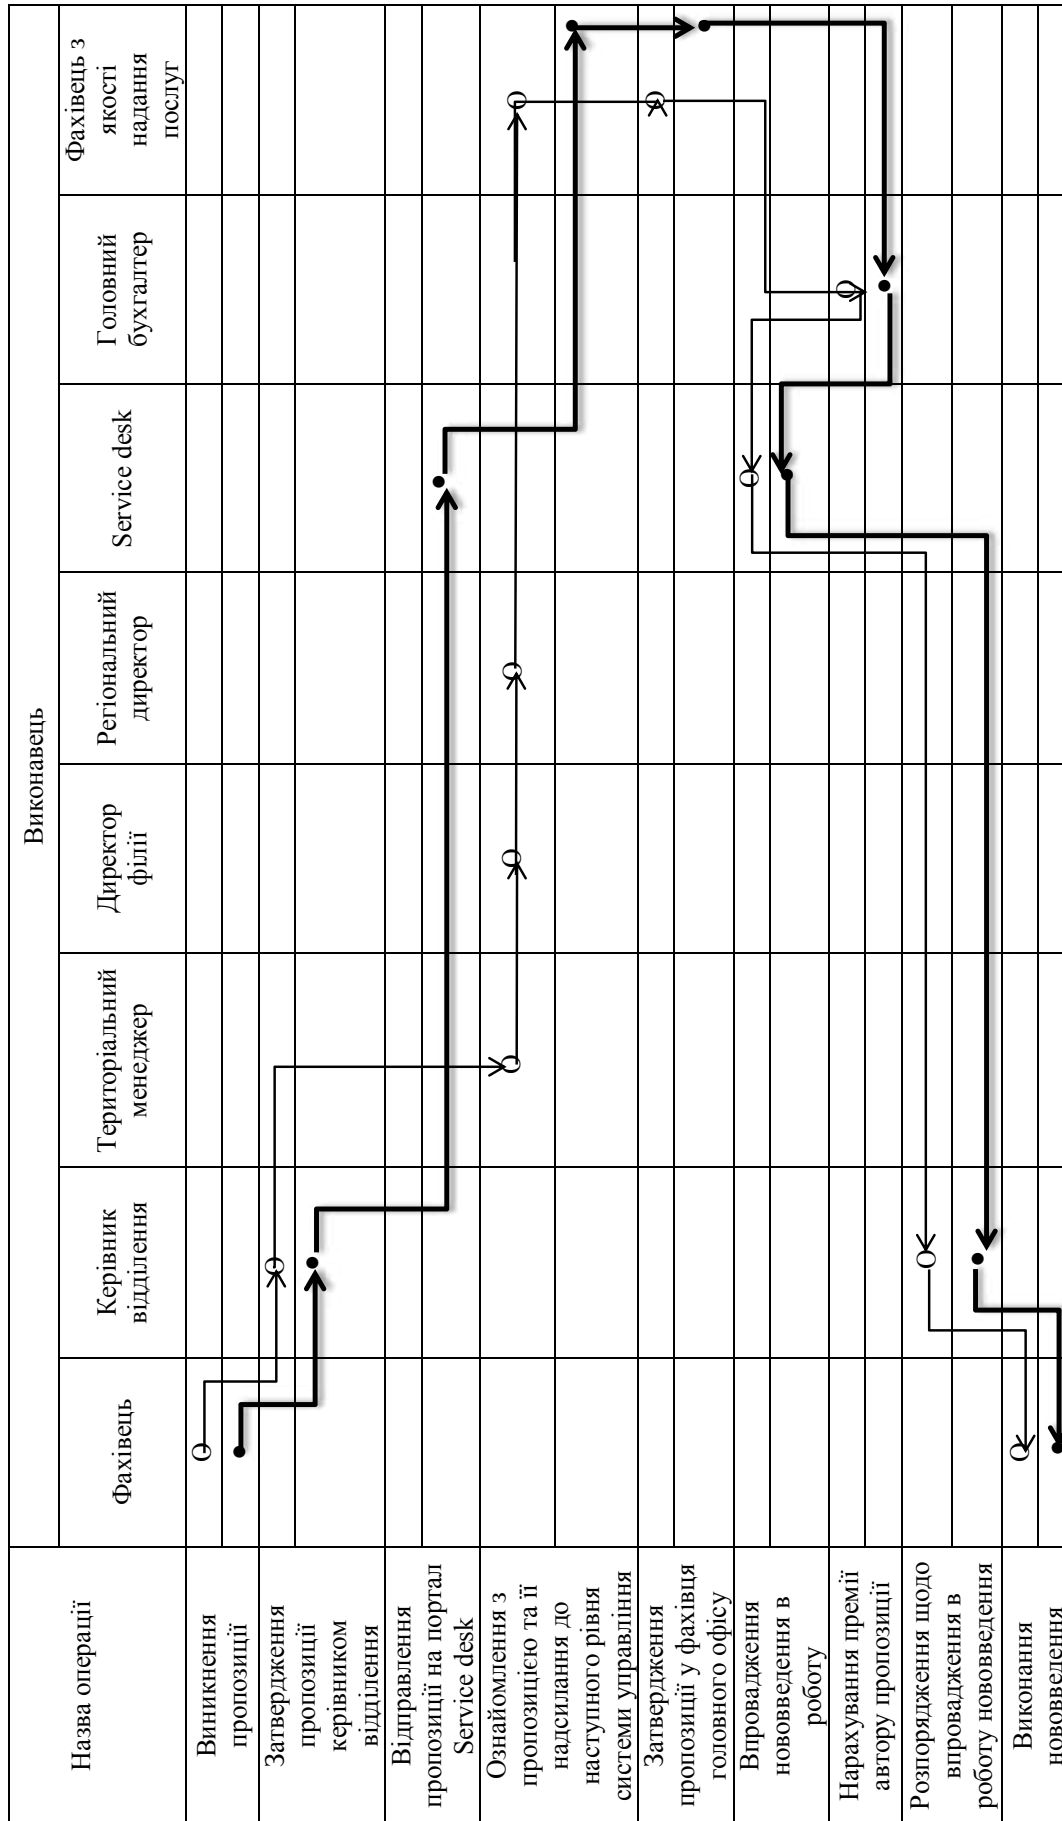 Назва операції
Виконавець
Фахівець
Керівник
відділення
Територіальний
менеджер
Директор
філії
Регіональний
директор
Service desk
Головний
бухгалтер
Фахівець з
якості
надання
послуг
Виникнення
пропозиції
Затвердження
пропозиції
керівником
відділення
Відправлення
пропозиції на портал
Service desk
Ознайомлення з
пропозицією та її
надсилання до
наступного рівня
системи управління
Затвердження
пропозиції у фахівця
головного офісу
Впровадження
нововведення в
роботу
Нарахування премії
автору пропозиції
Розпорядження щодо
впровадження в
роботу нововведення
Виконання
нововведення